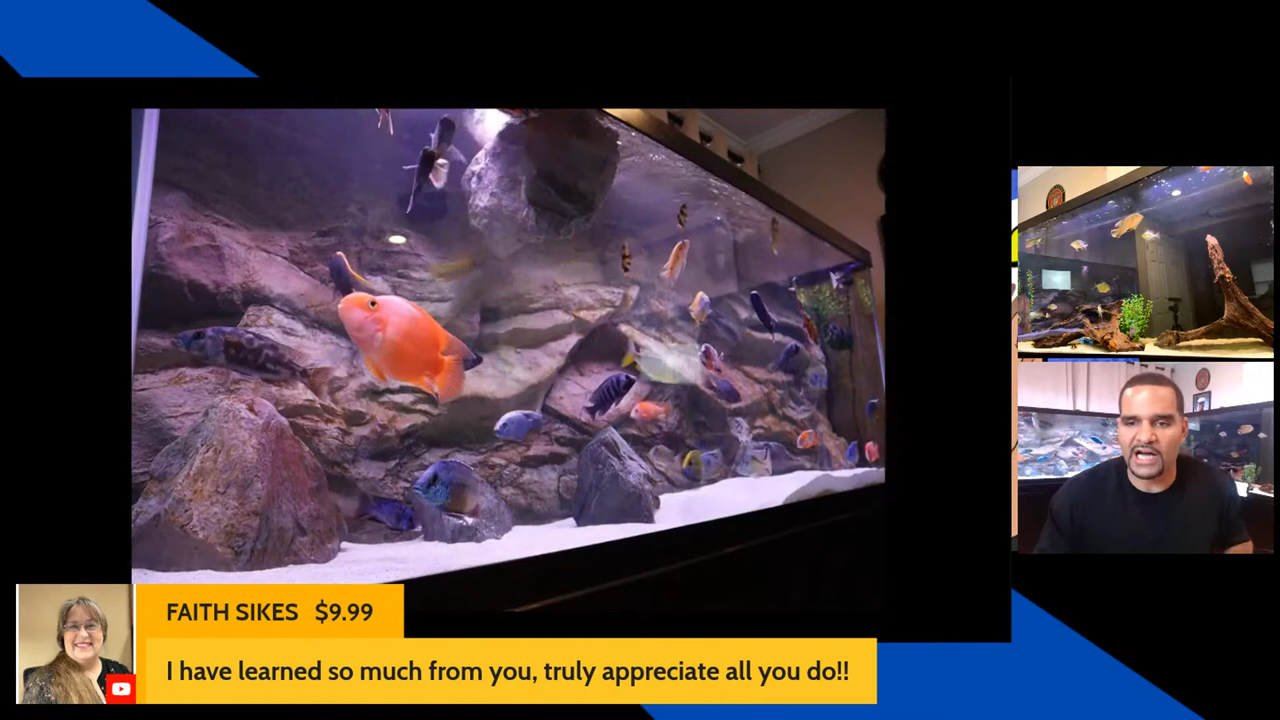 FAITH SIKES $9.99
I have learned so much from you, truly appreciate all you do!!